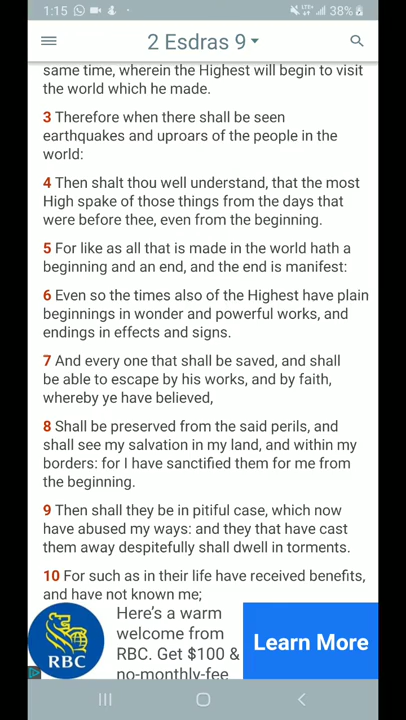 1:15 LTE+ 38%
2 Esdras 9
same time, wherein the Highest will begin to visit
the world which he made.
3 Therefore when there shall be seen
earthquakes and uproars of the people in the
world:
4 Then shalt thou well understand, that the most
High spake of those things from the days that
were before thee, even from the beginning.
5 For like as all that is made in the world hath a
beginning and an end, and the end is manifest:
6 Even so the times also of the Highest have plain
beginnings in wonder and powerful works, and
endings in effects and signs.
7 And every one that shall be saved, and shall
be able to escape by his works, and by faith,
whereby ye have believed,
8 Shall be preserved from the said perils, and
shall see my salvation in my land, and within my
borders: for I have sanctified them for me from
the beginning.
9 Then shall they be in pitiful case, which now
have abused my ways: and they that have cast
them away despitefully shall dwell in torments.
10 For such as in their life have received benefits,
and have not known me;
Here's a warm
welcome from
RBC. Get $100 &
no-monthly-fee
RBC
Learn More